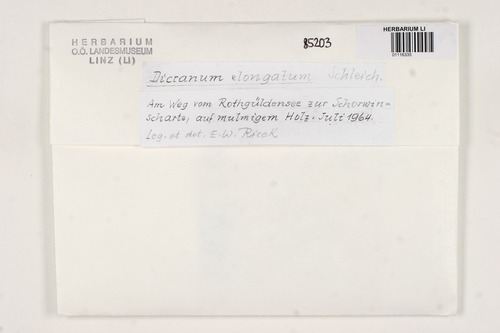 HERBARIUM
O.Ö. LANDESMUSEUM
LINZ (LI)
85203
HERBARIUM LI
Dicranum elongatum Schleich.
Am Weg vom Rothgüldensee zur Schorwin=
scharte, auf mulmigem Holz. Juli 1964.
Leg. et det. E.W. Ricek